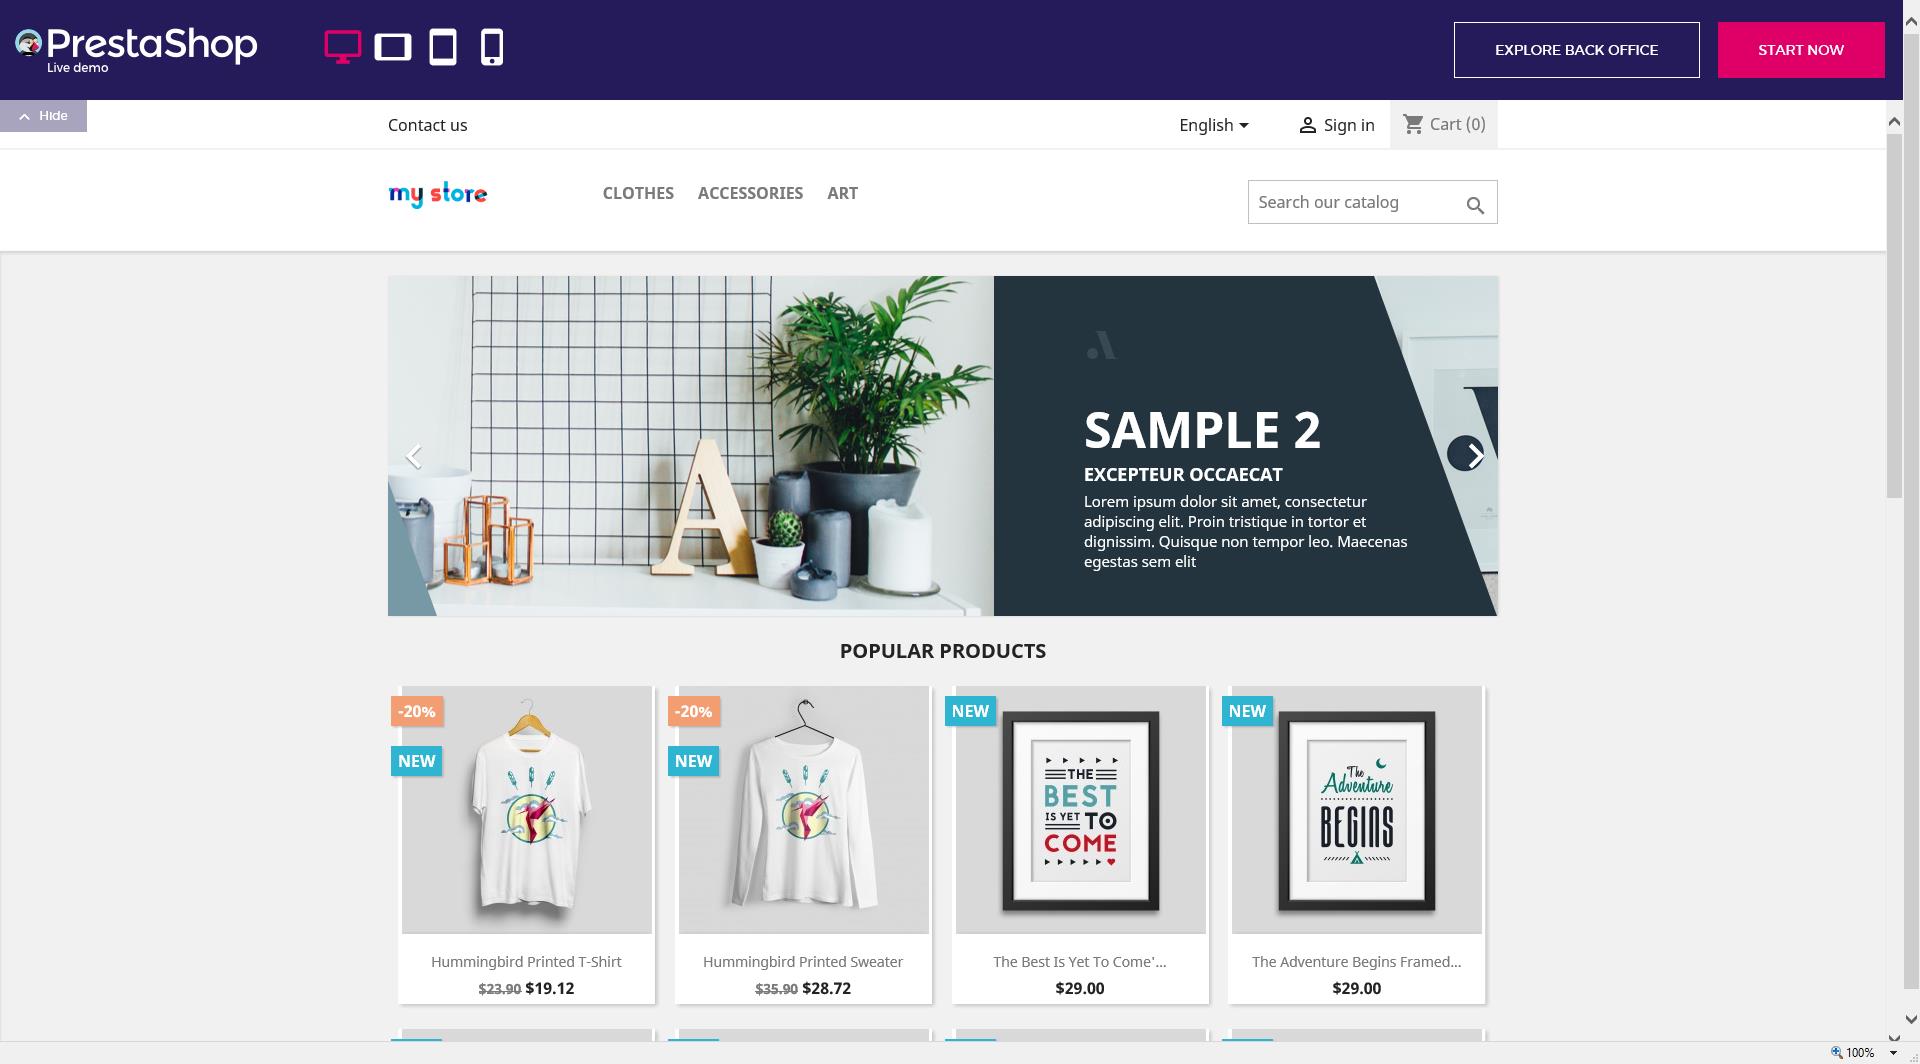 PrestaShop
Live demo
EXPLORE BACK OFFICE
START NOW
Hide
Contact us
English
Sign in
Cart (0)
my store
CLOTHES
ACCESSORIES
ART
Search our catalog
A
SAMPLE 2
EXCEPTEUR OCCAECAT
Lorem ipsum dolor sit amet, consectetur
adipiscing elit. Proin tristique in tortor et
dignissim. Quisque non tempor leo. Maecenas
egestas sem elit
POPULAR PRODUCTS
-20%
NEW
-20%
NEW
NEW
THE
BEST
IS YET TO
COME
NEW
The
Adventure
BEGINS
Hummingbird Printed T-Shirt
$23.90 $19.12
Hummingbird Printed Sweater
$35.90 $28.72
The Best Is Yet To Come'...
$29.00
The Adventure Begins Framed...
$29.00
100%